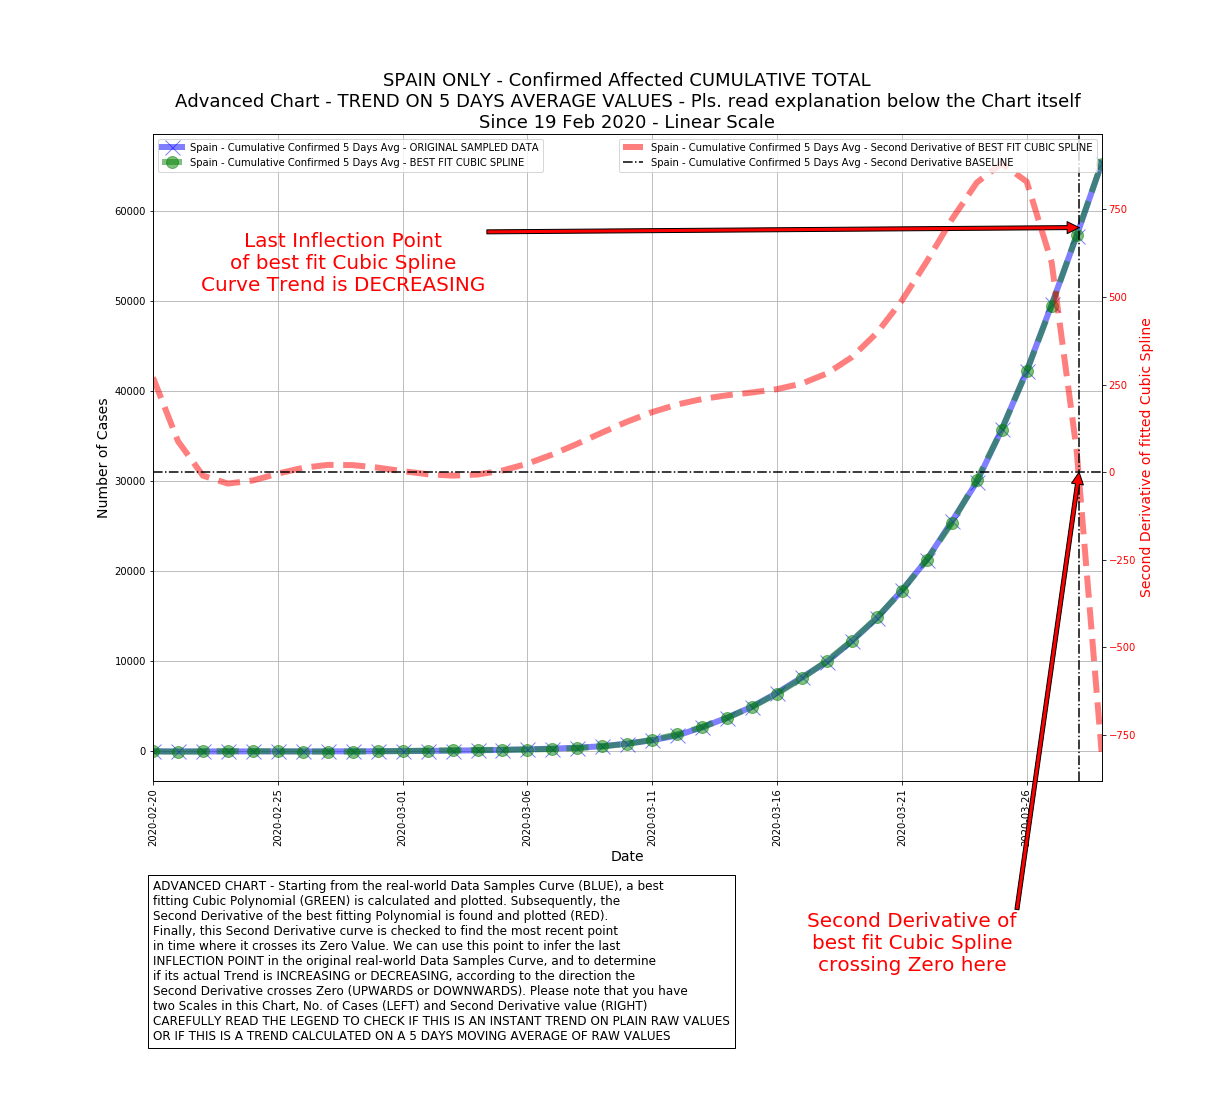 SPAIN ONLY - Confirmed Affected CUMULATIVE TOTAL
Advanced Chart - TREND ON 5 DAYS AVERAGE VALUES - Pls. read explanation below the Chart itself
Since 19 Feb 2020 - Linear Scale
Spain - Cumulative Confirmed 5 Days Avg - ORIGINAL SAMPLED DATA
Spain - Cumulative Confirmed 5 Days Avg - BEST FIT CUBIC SPLINE
Spain - Cumulative Confirmed 5 Days Avg - Second Derivative of BEST FIT CUBIC SPLINE
Spain - Cumulative Confirmed 5 Days Avg - Second Derivative BASELINE
Last Inflection Point
of best fit Cubic Spline
Curve Trend is DECREASING
Number of Cases
60000
50000
40000
30000
20000
10000
0
750
500
250
0
−250
−500
−750
Second Derivative of fitted Cubic Spline
2020-02-20
2020-02-25
2020-03-01
2020-03-06
2020-03-11
2020-03-16
2020-03-21
2020-03-26
Date
ADVANCED CHART - Starting from the real-world Data Samples Curve (BLUE), a best
fitting Cubic Polynomial (GREEN) is calculated and plotted. Subsequently, the
Second Derivative of the best fitting Polynomial is found and plotted (RED).
Finally, this Second Derivative curve is checked to find the most recent point
in time where it crosses its Zero Value. We can use this point to infer the last
INFLECTION POINT in the original real-world Data Samples Curve, and to determine
if its actual Trend is INCREASING or DECREASING, according to the direction the
Second Derivative crosses Zero (UPWARDS or DOWNWARDS). Please note that you have
two Scales in this Chart, No. of Cases (LEFT) and Second Derivative value (RIGHT)
CAREFULLY READ THE LEGEND TO CHECK IF THIS IS AN INSTANT TREND ON PLAIN RAW VALUES
OR IF THIS IS A TREND CALCULATED ON A 5 DAYS MOVING AVERAGE OF RAW VALUES
Second Derivative of
best fit Cubic Spline
crossing Zero here